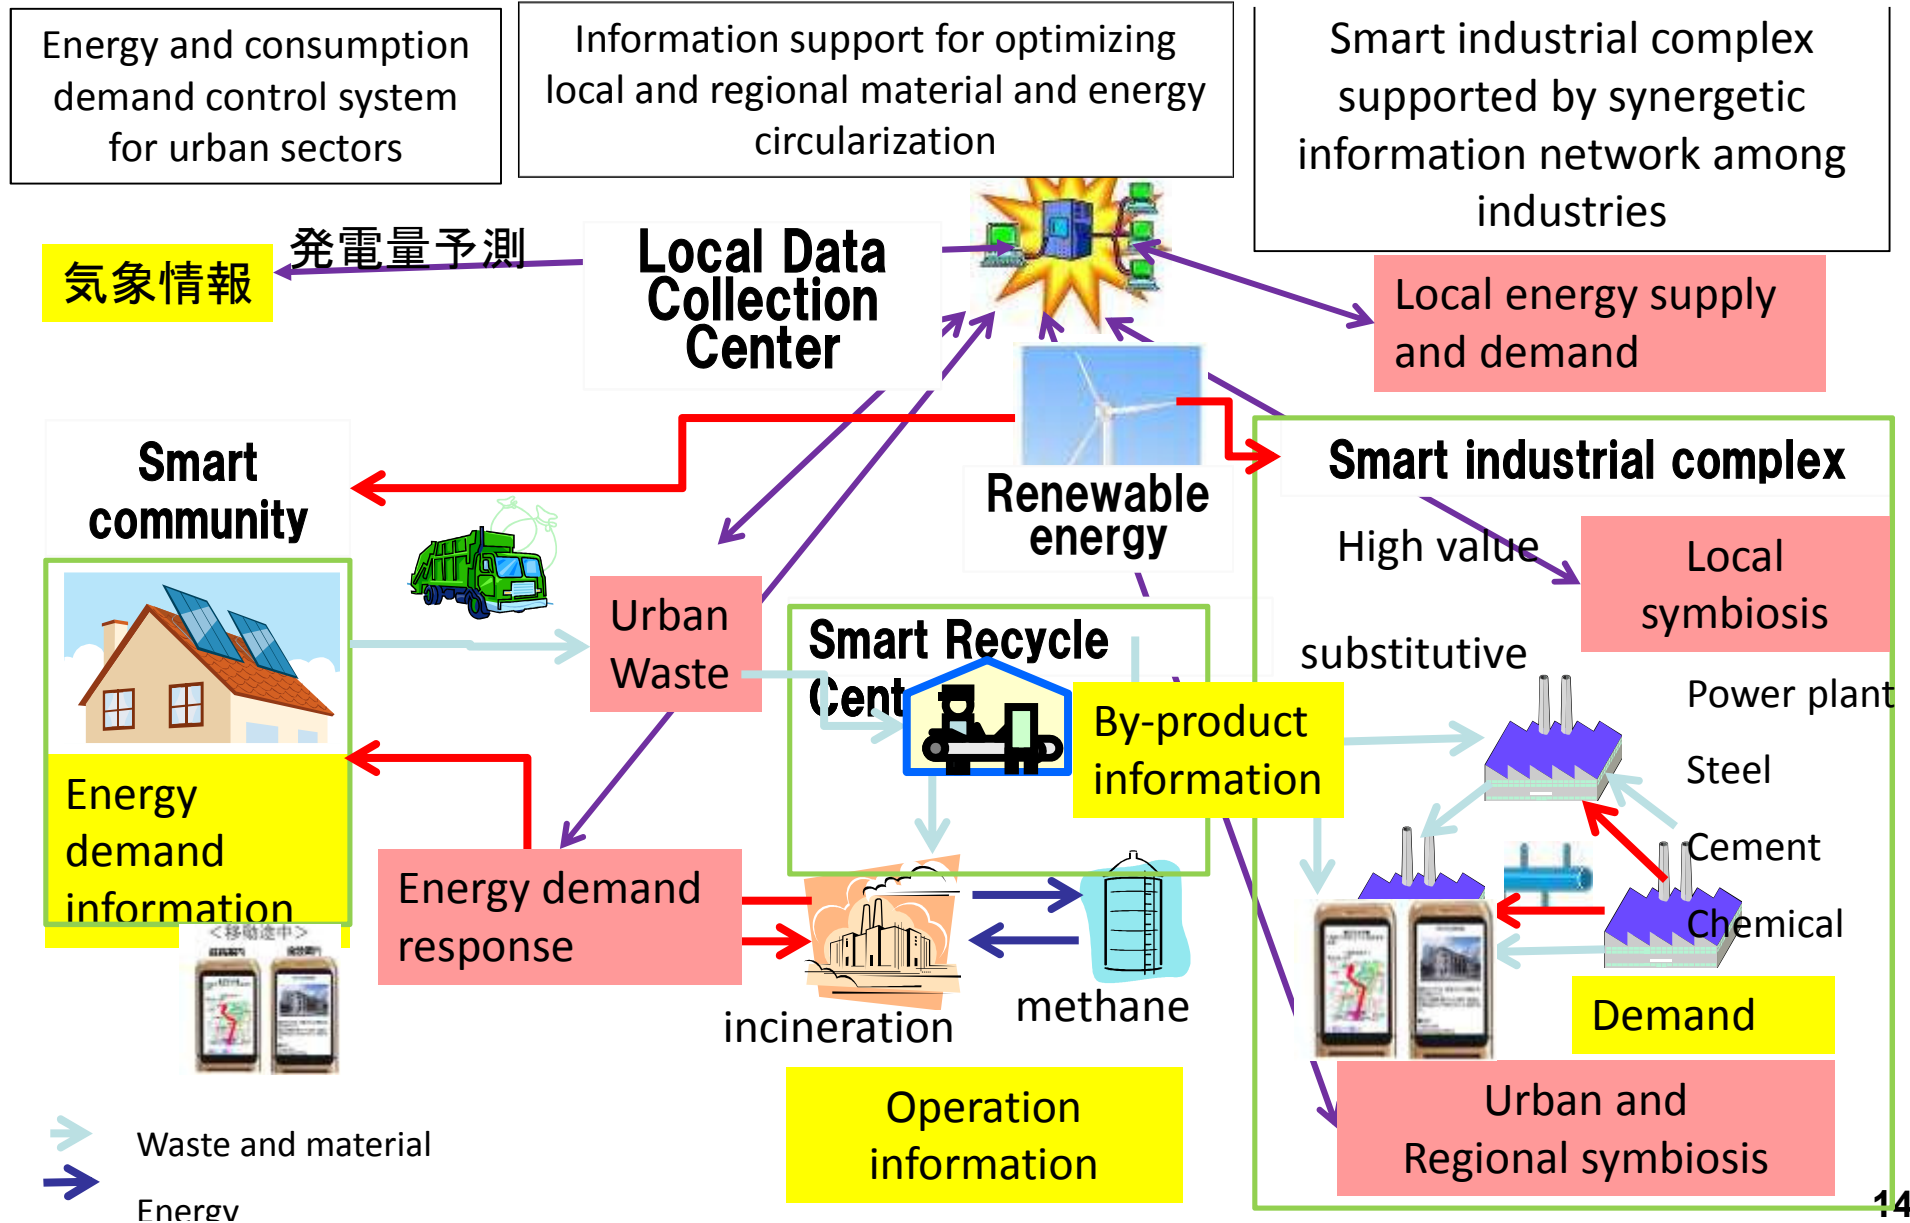 Energy and consumption
demand control system
for urban sectors
Information support for optimizing
local and regional material and energy
circularization
Smart industrial complex
supported by synergetic
information network among
industries
気象情報
発電量予測
Local Data
Collection
Center
Local energy supply
and demand
Smart
community
Renewable
energy
Smart industrial complex
High value
Local
symbiosis
substitutive
Urban
Waste
Smart Recycle
Cent
By-product
information
Power plant
Steel
Cement
Chemical
Energy
demand
information
<移動途中>
Energy demand
response
incineration
methane
Demand
Operation
information
Urban and
Regional symbiosis
Waste and material
Energy
14